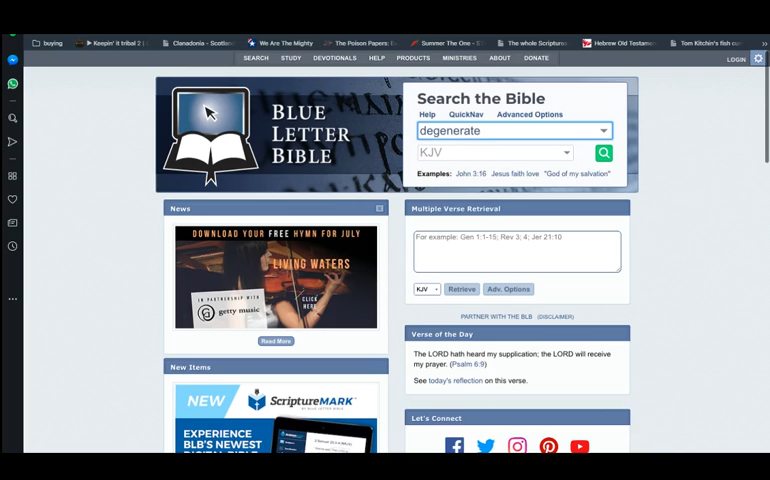 buying
Keepin' it tribal 2 |
Clanadonia - Scotlan
We Are The Mighty
The Poison Papers:
Summer The One - S
The whole Scripture
Hebrew Old Testame
Tom Kitchin's fish cur
»
SEARCH STUDY DEVOTIONALS HELP PRODUCTS MINISTRIES ABOUT DONATE LOGIN
BLUE
LETTER
BIBLE
Search the Bible
Help QuickNav Advanced Options
degenerate
KJV
Examples: John 3:16 Jesus faith love "God of my salvation"
News
DOWNLOAD YOUR FREE HYMN FOR JULY
LIVING WATERS
IN PARTNERSHIP WITH
getty music
CLICK
HERE
Read More
New Items
NEW
SCRIPTUREMARK
BY BLUE LETTER BIBLE
EXPERIENCE
BLB'S NEWEST
DIGITAL BIBLE
Multiple Verse Retrieval
For example: Gen 1:1-15; Rev 3; 4; Jer 21:10
KJV Retrieve Adv. Options
PARTNER WITH THE BLB (DISCLAIMER)
Verse of the Day
The LORD hath heard my supplication; the LORD will receive
my prayer. (Psalm 6:9)
See today's reflection on this verse.
Let's Connect